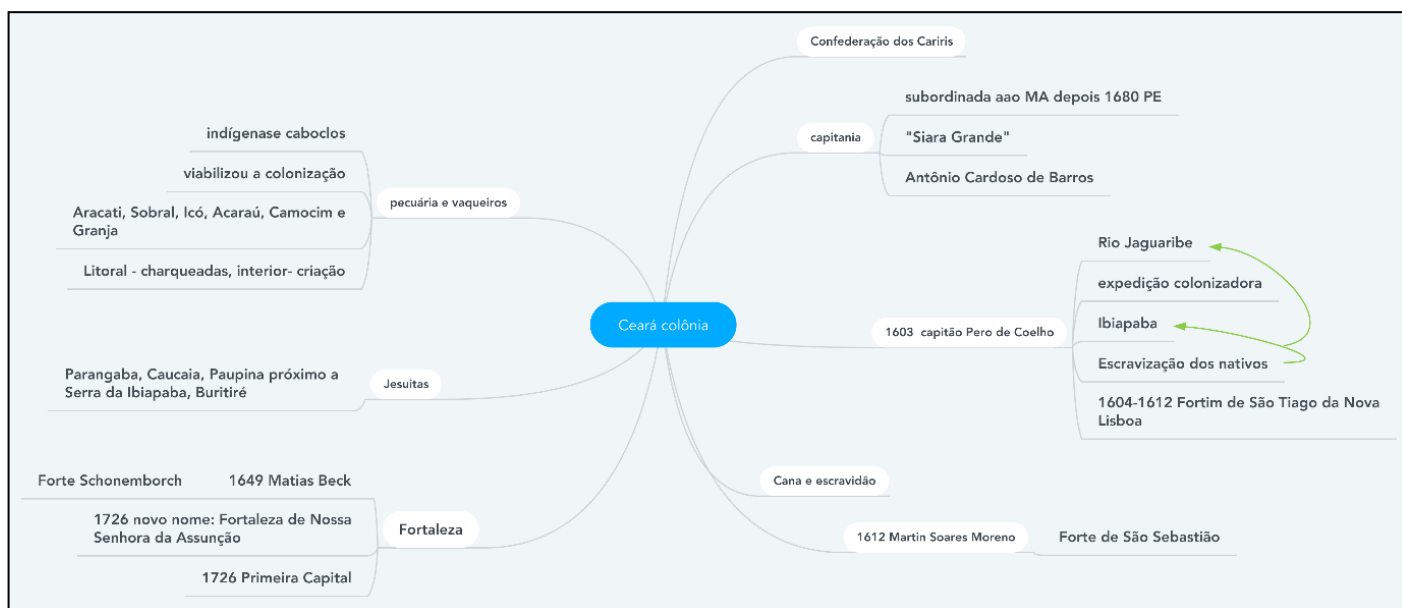 Ceará colônia
Confederação dos Cariris
capitania
subordinada aao MA depois 1680 PE
"Siara Grande"
Antônio Cardoso de Barros
1603 capitão Pero de Coelho
Rio Jaguaribe
expedição colonizadora
Ibiapaba
Escravização dos nativos
1604-1612 Fortim de São Tiago da Nova
Lisboa
Cana e escravidão
1612 Martin Soares Moreno
Forte de São Sebastião
pecuária e vaqueiros
indígenase caboclos
viabilizou a colonização
Aracati, Sobral, Icó, Acaraú, Camocim e
Granja
Litoral - charqueadas, interior- criação
Jesuitas
Parangaba, Caucaia, Paupina próximo a
Serra da Ibiapaba, Buritiré
Fortaleza
1649 Matias Beck
Forte Schonemborch
1726 novo nome: Fortaleza de Nossa
Senhora da Assunção
1726 Primeira Capital